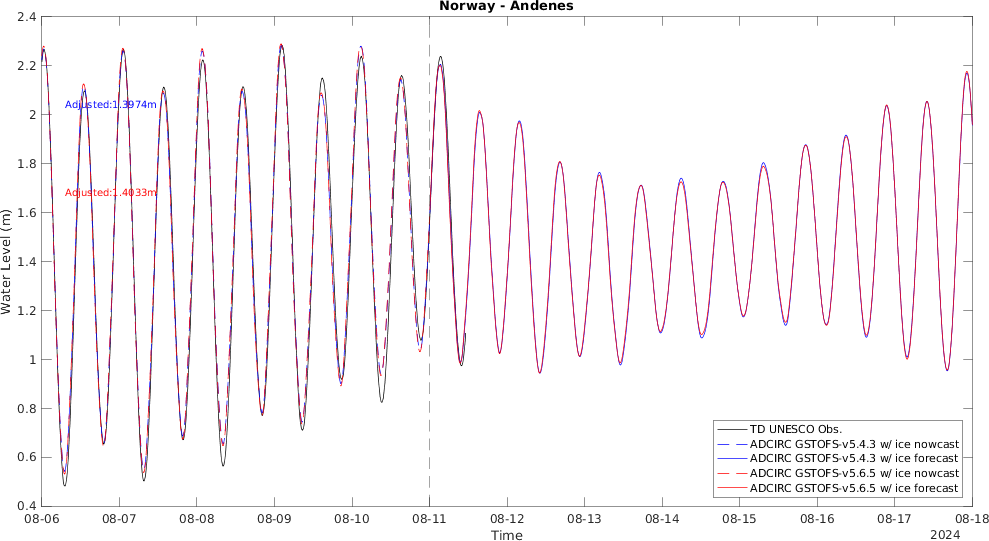 Norway - Andenes
2.4
2.2
2
1.8
1.6
1.4
1.2
1
0.8
0.6
0.4
Water Level (m)
Adjusted:1.3974m
Adjusted:1.4033m
TD UNESCO Obs.
ADCIRC GSTOFS-v5.4.3 w/ ice nowcast
ADCIRC GSTOFS-v5.4.3 w/ ice forecast
ADCIRC GSTOFS-v5.6.5 w/ ice nowcast
ADCIRC GSTOFS-v5.6.5 w/ ice forecast
08-06 08-07 08-08 08-09 08-10 08-11 08-12 08-13 08-14 08-15 08-16 08-17 08-18
Time
2024